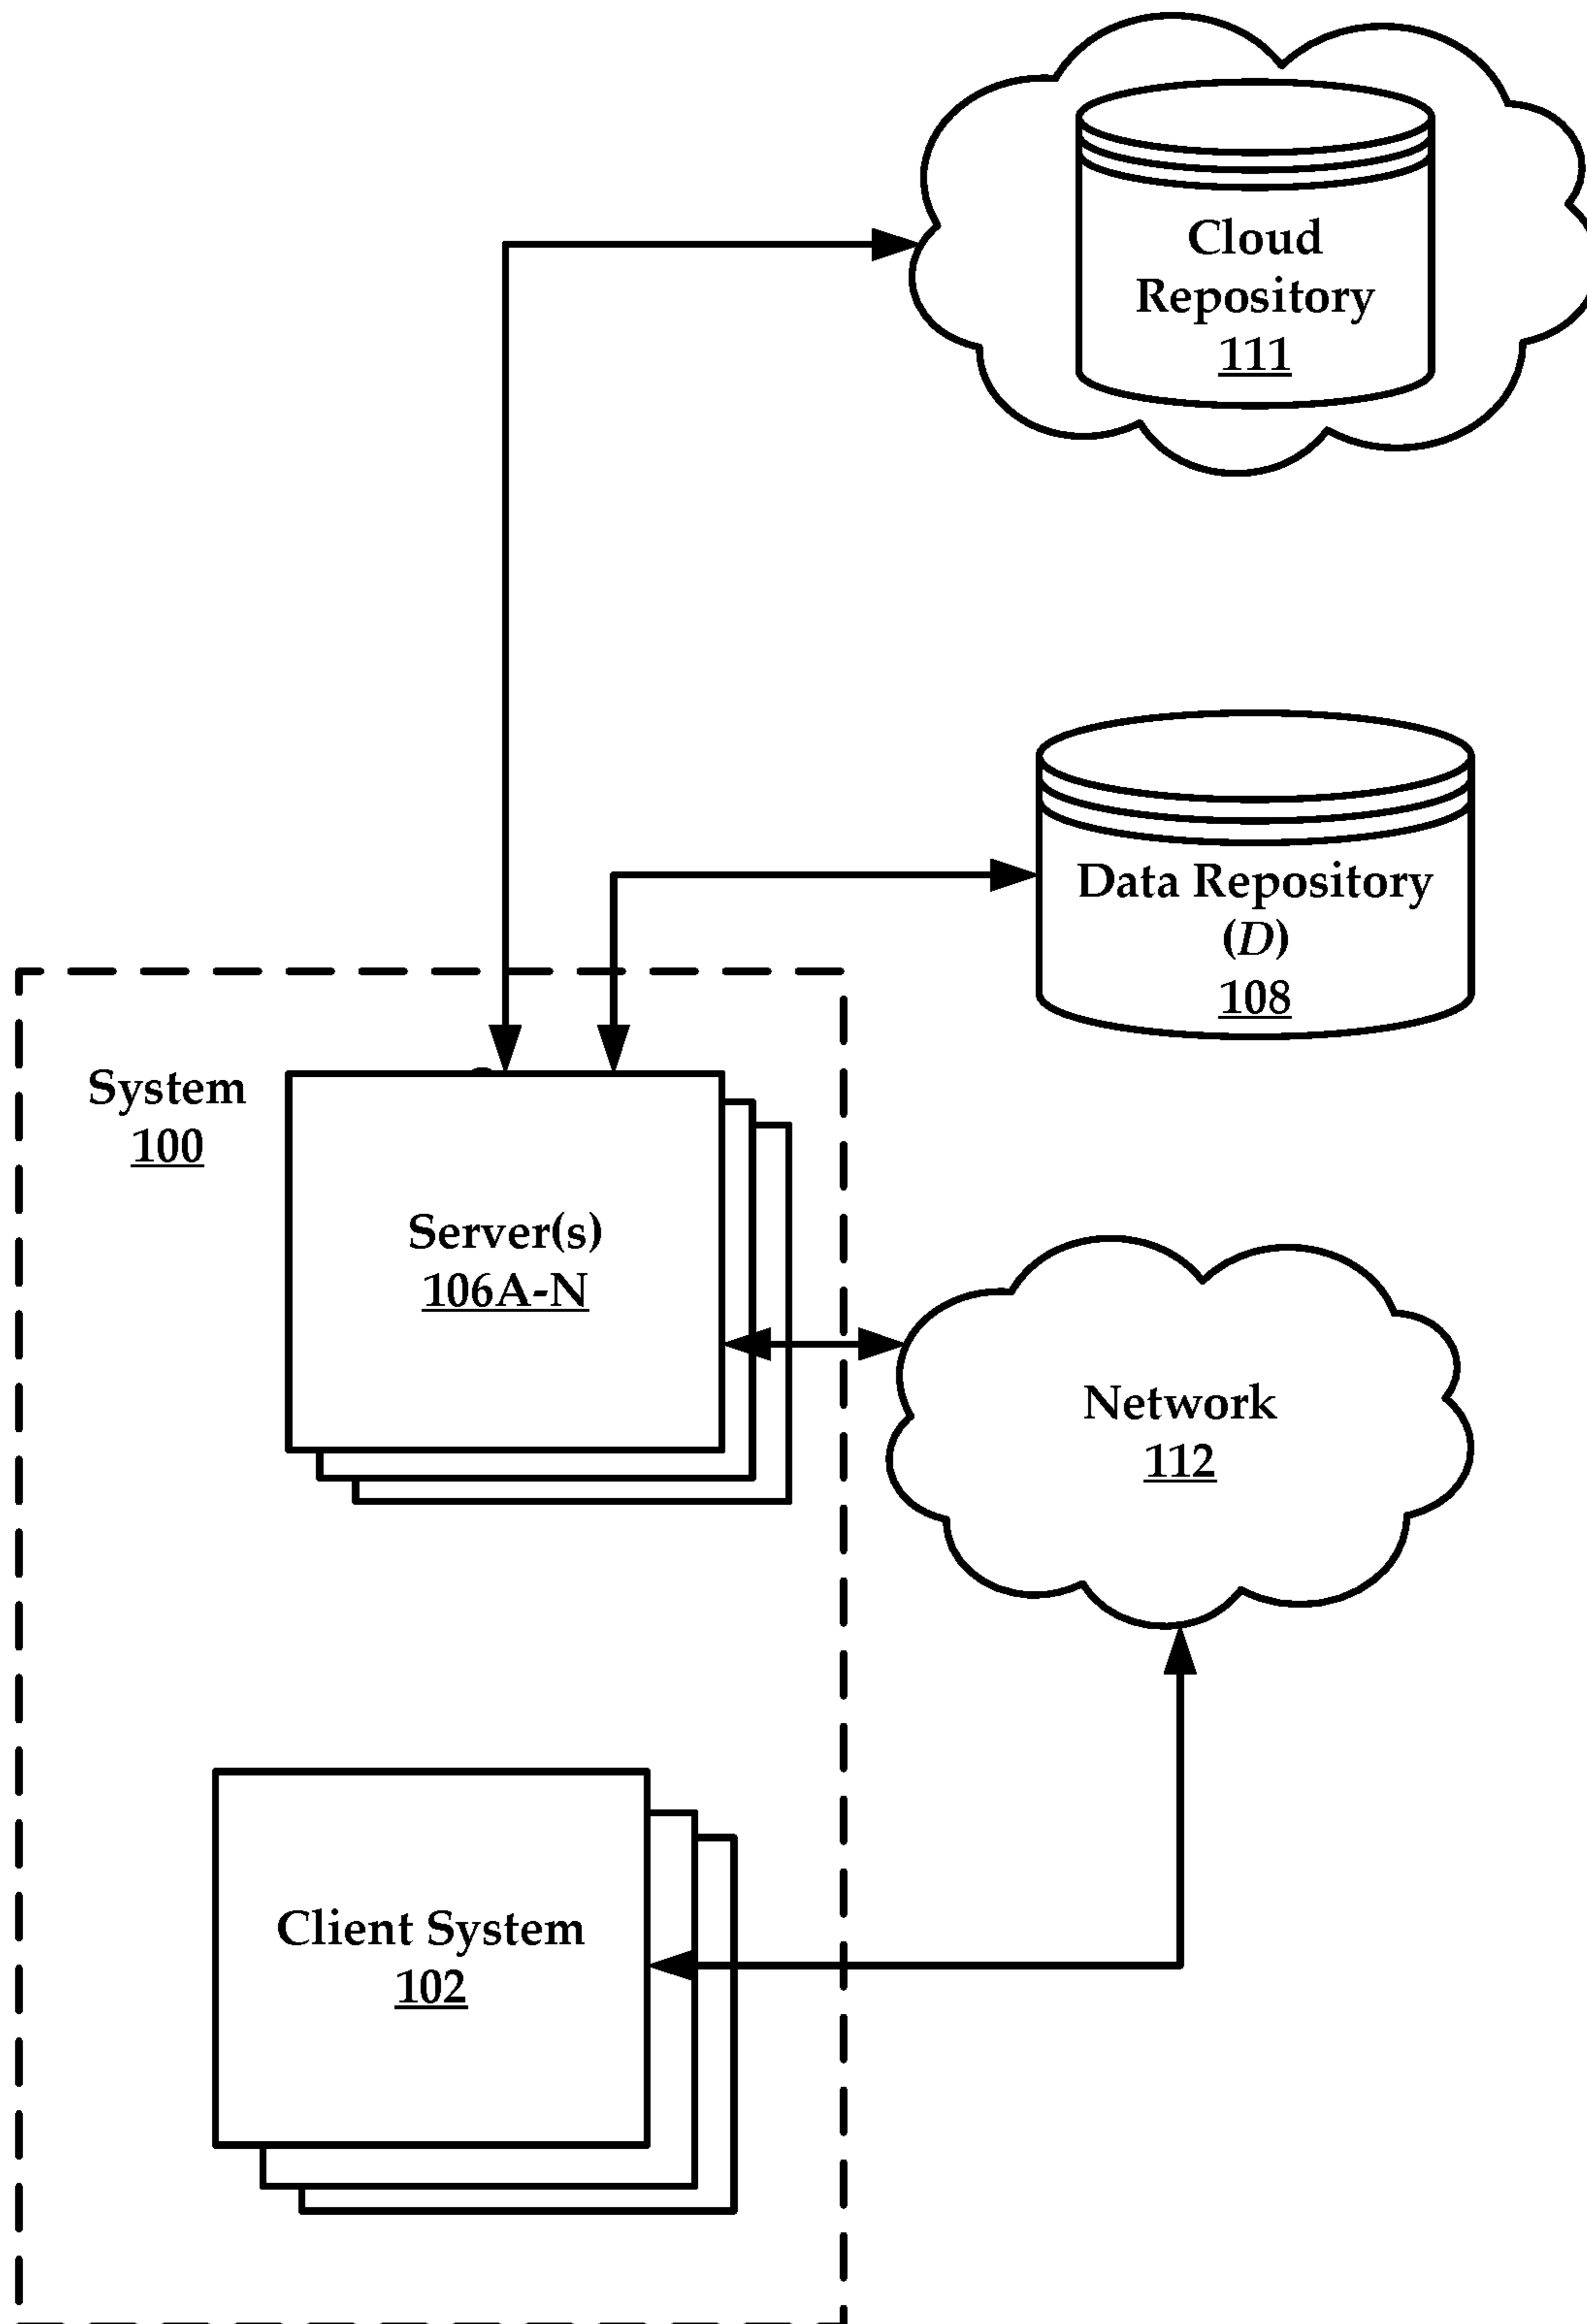 Cloud
Repository
111
Data Repository
(D)
108
System
100
Server(s)
106A-N
Network
112
Client System
102